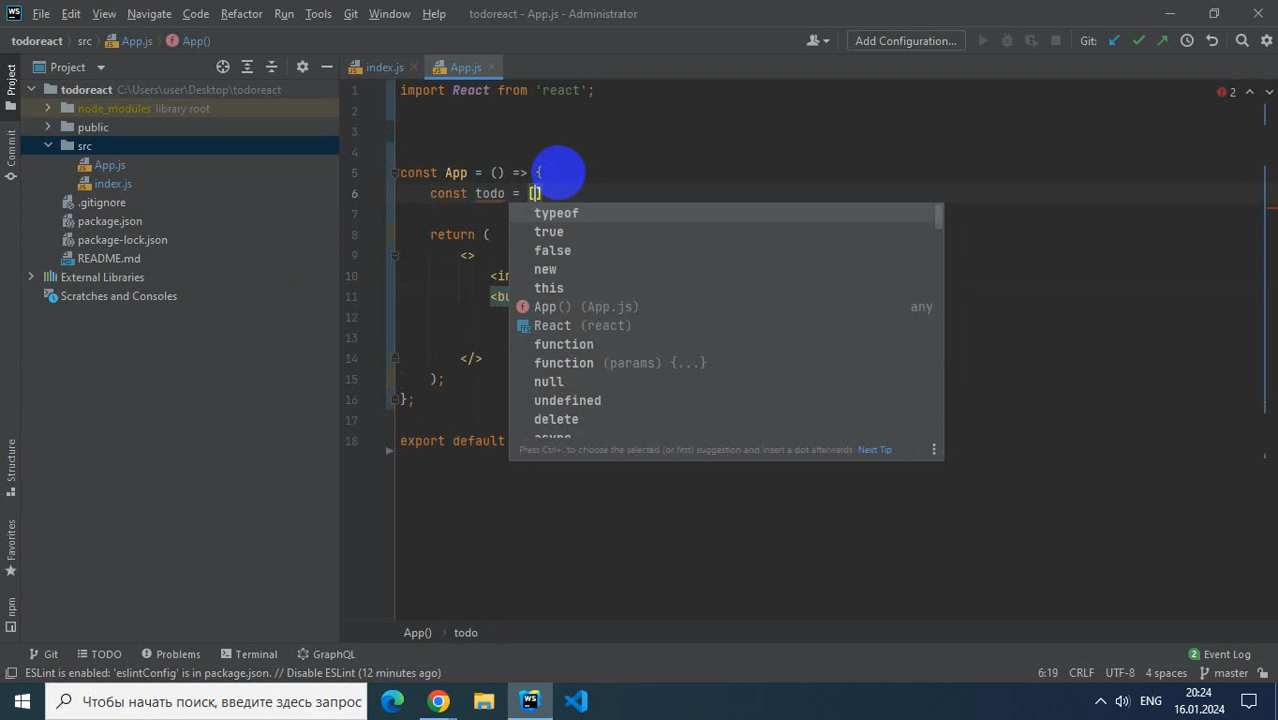 WS File Edit View Navigate Code Refactor Run Tools Git Window Help todoreact - App.js - Administrator
todoreact src App.js App() Add Configuration... Git:
Project index.js App.js
todoreact C:\Users\user\Desktop\todoreact
node_modules library root
public
src
App.js
index.js
.gitignore
package.json
package-lock.json
README.md
External Libraries
Scratches and Consoles
Project
Commit
Structure
Favorites
npm
1 import React from 'react';
2
3
4
5 const App = () => {
6 const todo = []
7
8 return (
9 <>
10 <in
11 <bu
12
13
14 </>
15 );
16 };
17
18 export default
2
typeof
true
false
new
this
App() (App.js) any
React (react)
function
function (params) {...}
null
undefined
delete
async
Press Ctrl+. to choose the selected (or first) suggestion and insert a dot afterwards Next Tip
App() todo
Git TODO Problems Terminal GraphQL 2 Event Log
ESLint is enabled: 'eslintConfig' is in package.json. // Disable ESLint (12 minutes ago) 6:19 CRLF UTF-8 4 spaces master
Чтобы начать поиск, введите здесь запрос
WS
ENG
20:24
16.01.2024